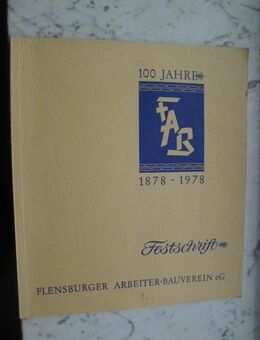 100 JAHRE
FAB
1878 - 1978
Festschrift
FLENSBURGER ARBEITER-BAUVEREIN eG